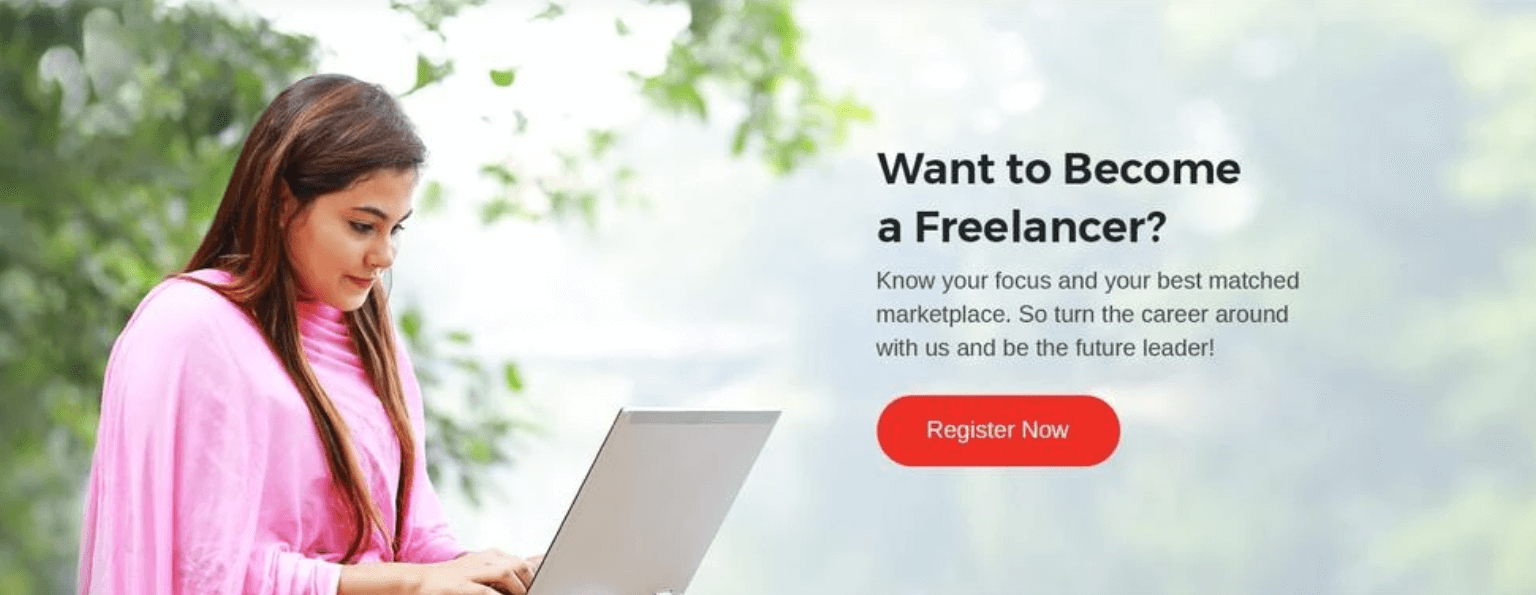 Want to Become
a Freelancer?
Know your focus and your best matched
marketplace. So turn the career around
with us and be the future leader!
Register Now